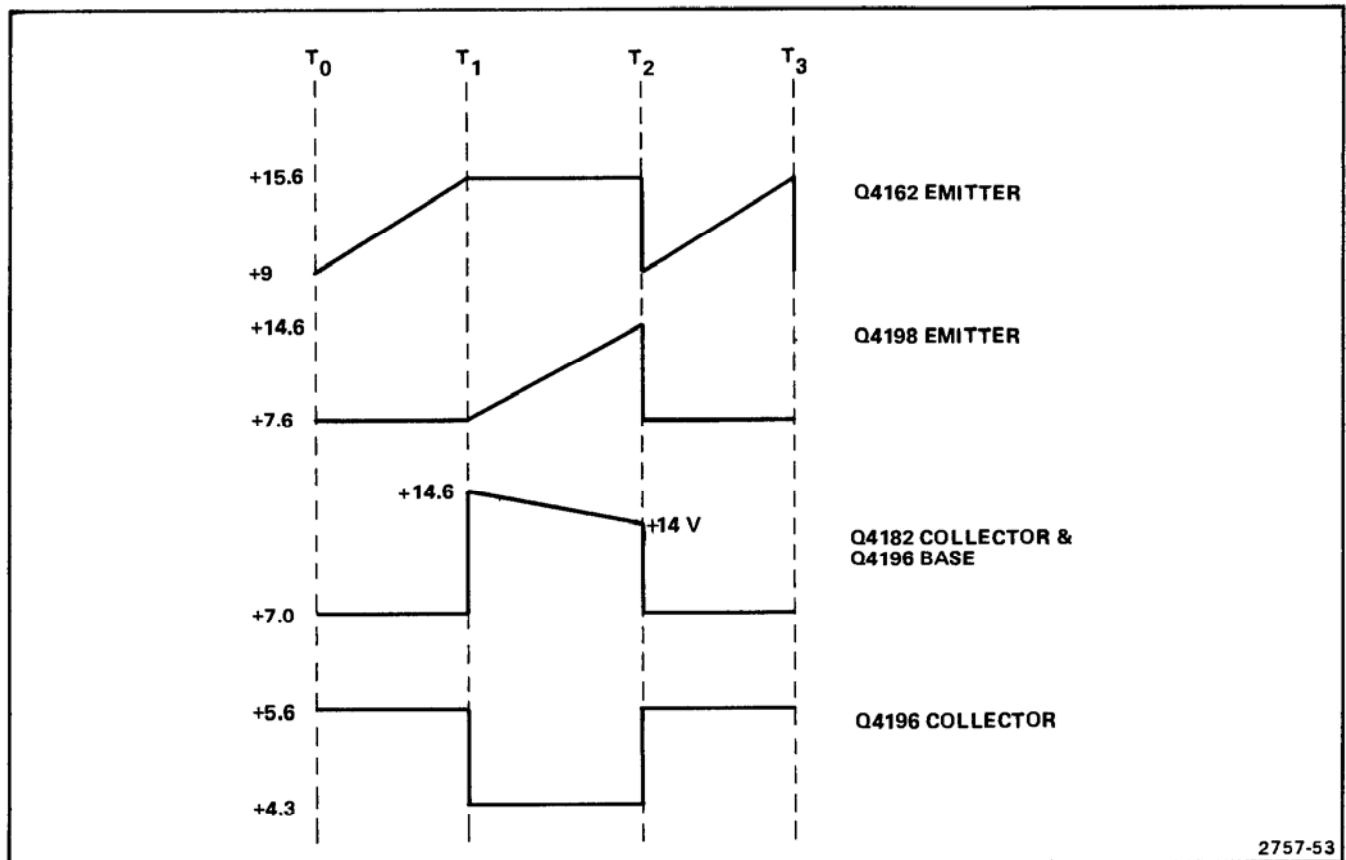 T0 T1 T2 T3
+15.6
Q4162 EMITTER
+9
+14.6
Q4198 EMITTER
+7.6
+14.6
+14 V
Q4182 COLLECTOR &
Q4196 BASE
+7.0
+5.6
Q4196 COLLECTOR
+4.3
2757-53